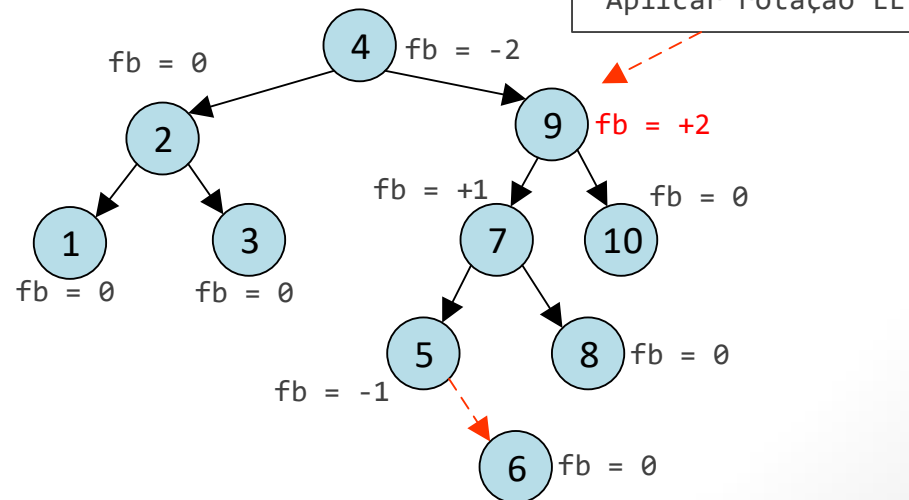 Aplicar rotação LL
4
fb = -2
fb = 0
2
9
fb = +2
fb = +1
fb = 0
1
3
7
10
fb = 0
fb = 0
5
8
fb = 0
fb = -1
6
fb = 0